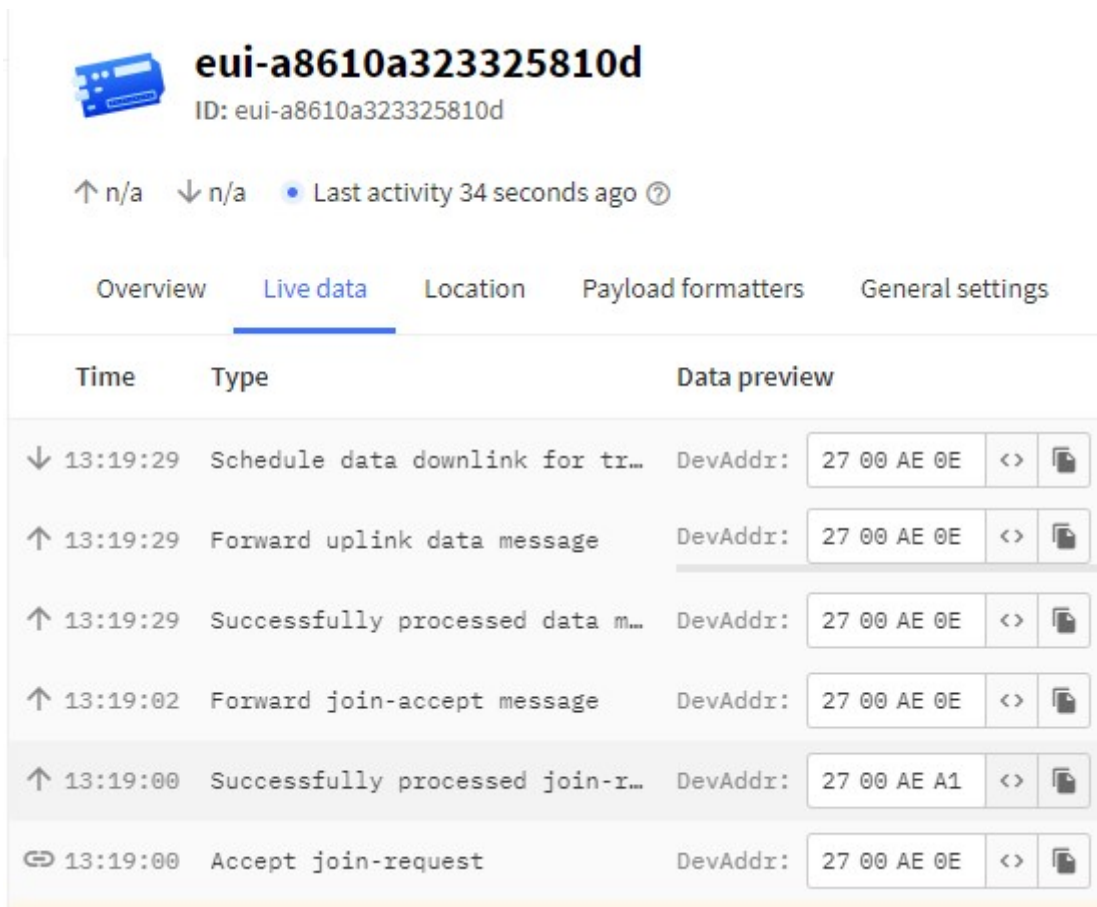 eui-a8610a323325810d
ID: eui-a8610a323325810d
n/a n/a Last activity 34 seconds ago
Overview Live data Location Payload formatters General settings
Time Type Data preview
13:19:29 Schedule data downlink for tr… DevAddr: 27 00 AE 0E <>
13:19:29 Forward uplink data message DevAddr: 27 00 AE 0E <>
13:19:29 Successfully processed data m… DevAddr: 27 00 AE 0E <>
13:19:02 Forward join-accept message DevAddr: 27 00 AE 0E <>
13:19:00 Successfully processed join-r… DevAddr: 27 00 AE A1 <>
13:19:00 Accept join-request DevAddr: 27 00 AE 0E <>